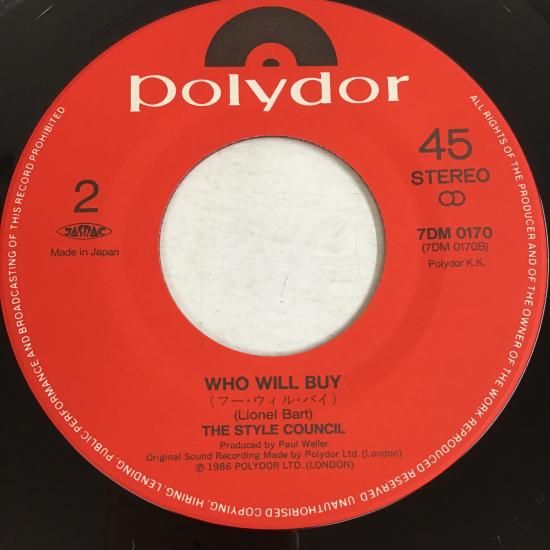 polydor
45
STEREO
2
JASRAC
Made in Japan
7DM 0170
(7DM 0170B)
Polydor K.K.
WHO WILL BUY
(フー・ウィル・バイ)
(Lionel Bart)
THE STYLE COUNCIL
Produced by Paul Weller
Original Sound Recording Made by Polydor Ltd. (London)
℗ 1986 POLYDOR LTD. (LONDON)
ALL RIGHTS OF THE PRODUCER AND OF THE OWNER OF THE WORK REPRODUCED RESERVED. UNAUTHORISED COPYING, HIRING, LENDING, PUBLIC PERFORMANCE AND BROADCASTING OF THIS RECORD PROHIBITED